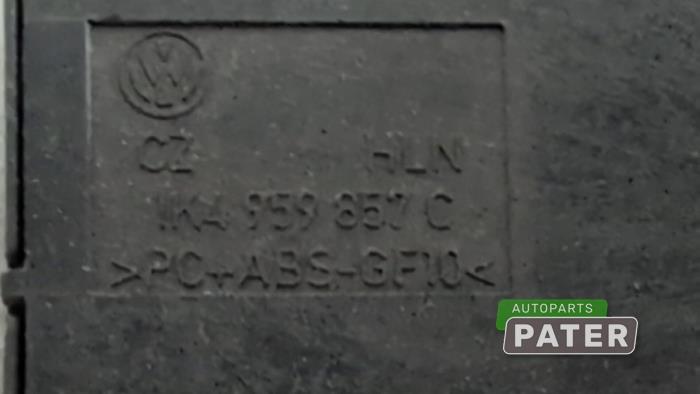 VW
CZ HLN
1K4 959 857 C
>PC+ABS-GF10<
AUTOPARTS
PATER